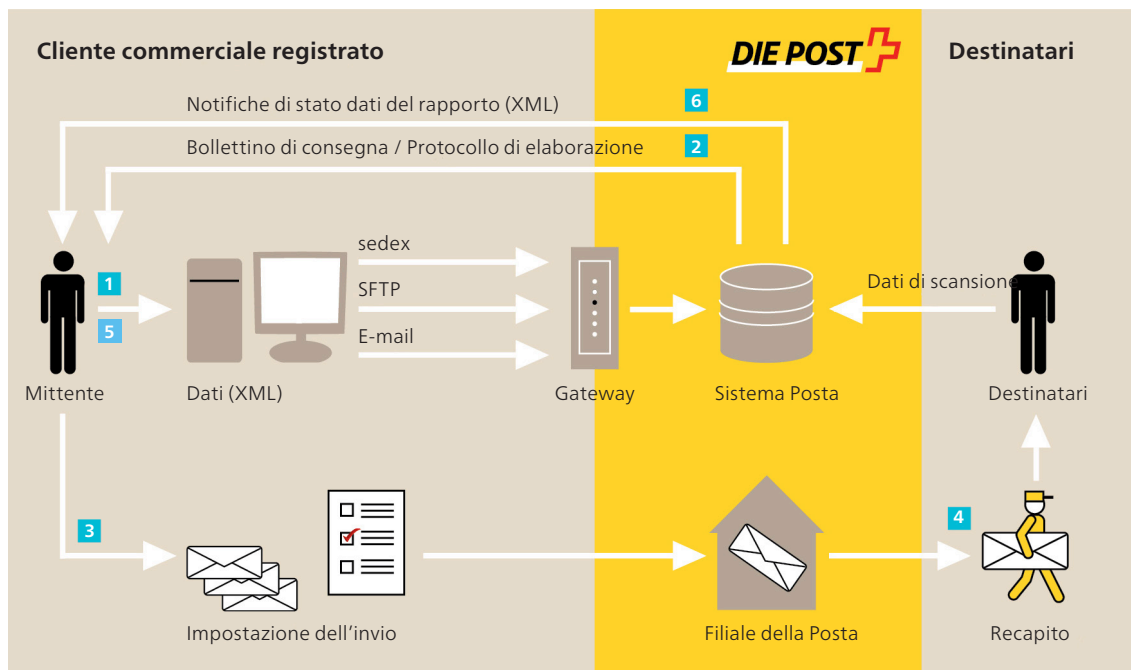 Cliente commerciale registrato
DIE POST
Destinatari
Notifiche di stato dati del rapporto (XML)
6
Bollettino di consegna / Protocollo di elaborazione
2
sedex
1
SFTP
Dati di scansione
5
E-mail
Mittente
Dati (XML)
Gateway
Sistema Posta
Destinatari
3
4
Impostazione dell’invio
Filiale della Posta
Recapito